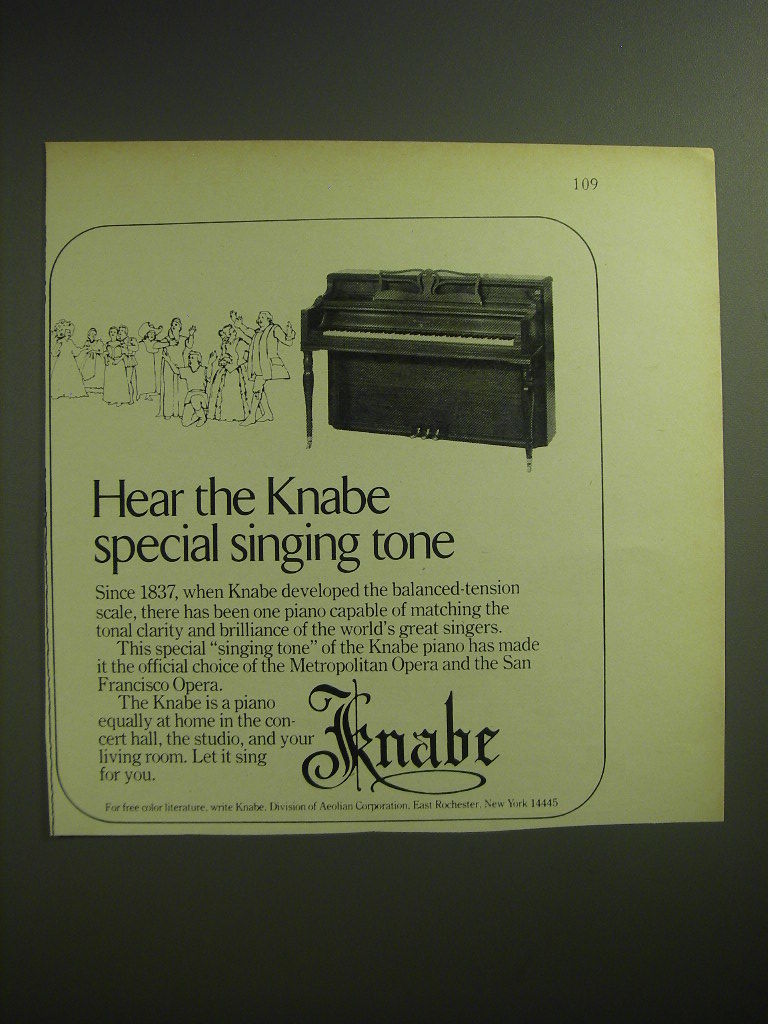 109
Hear the Knabe
special singing tone
Since 1837, when Knabe developed the balanced-tension
scale, there has been one piano capable of matching the
tonal clarity and brilliance of the world's great singers.
This special “singing tone” of the Knabe piano has made
it the official choice of the Metropolitan Opera and the San
Francisco Opera.
The Knabe is a piano
equally at home in the con-
cert hall, the studio, and your
living room. Let it sing
for you.
Knabe
For free color literature, write Knabe, Division of Aeolian Corporation, East Rochester, New York 14445